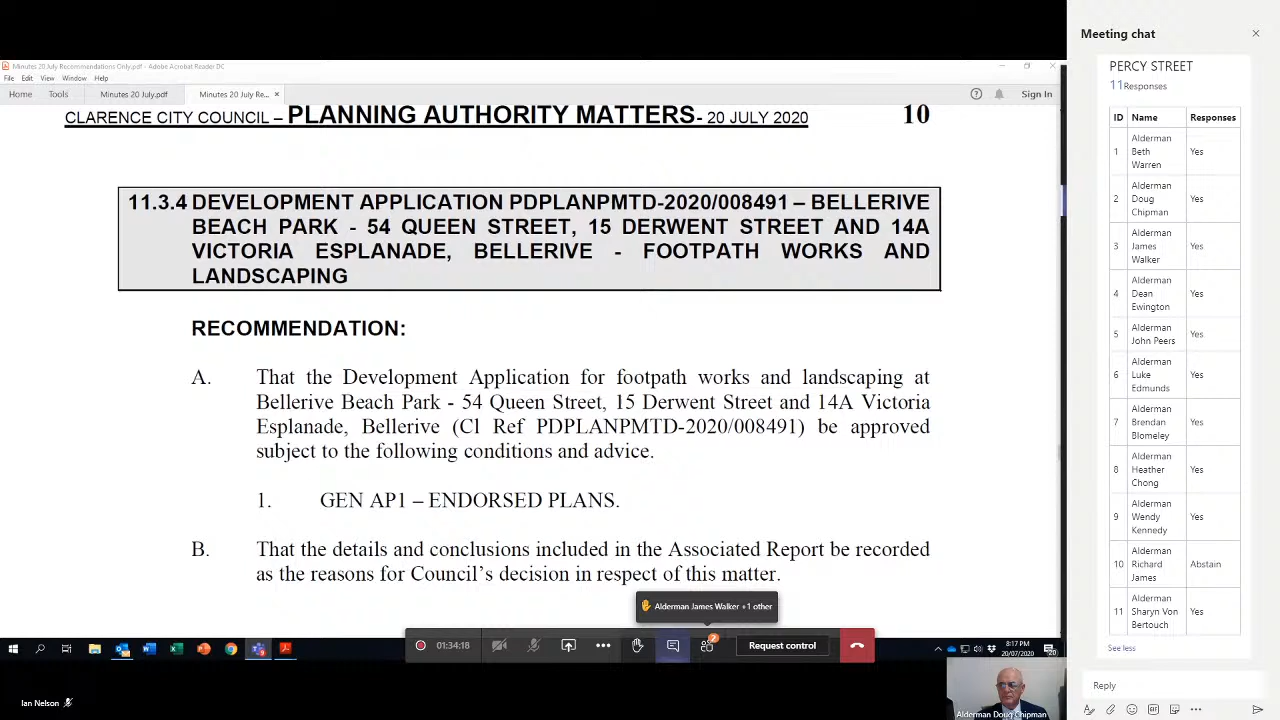 Minutes 20 July Recommendations Only.pdf - Adobe Acrobat Reader DC
File Edit View Window Help
Home Tools Minutes 20 July.pdf Minutes 20 July Re... × Sign In
CLARENCE CITY COUNCIL – PLANNING AUTHORITY MATTERS- 20 JULY 2020 10
11.3.4 DEVELOPMENT APPLICATION PDPLANPMTD-2020/008491 – BELLERIVE
BEACH PARK - 54 QUEEN STREET, 15 DERWENT STREET AND 14A
VICTORIA ESPLANADE, BELLERIVE - FOOTPATH WORKS AND
LANDSCAPING
RECOMMENDATION:
A. That the Development Application for footpath works and landscaping at
Bellerive Beach Park - 54 Queen Street, 15 Derwent Street and 14A Victoria
Esplanade, Bellerive (Cl Ref PDPLANPMTD-2020/008491) be approved
subject to the following conditions and advice.
1. GEN AP1 – ENDORSED PLANS.
B. That the details and conclusions included in the Associated Report be recorded
as the reasons for Council's decision in respect of this matter.
Alderman James Walker +1 other
01:34:18
2
Request control
8:17 PM
20/07/2020
20
Ian Nelson
Alderman Doug Chipman
Meeting chat
PERCY STREET
11 Responses
ID Name Responses
1 Alderman Beth Warren Yes
2 Alderman Doug Chipman Yes
3 Alderman James Walker Yes
4 Alderman Dean Ewington Yes
5 Alderman John Peers Yes
6 Alderman Luke Edmunds Yes
7 Alderman Brendan Blomeley Yes
8 Alderman Heather Chong Yes
9 Alderman Wendy Kennedy Yes
10 Alderman Richard James Abstain
11 Alderman Sharyn Von Bertouch Yes
See less
Reply